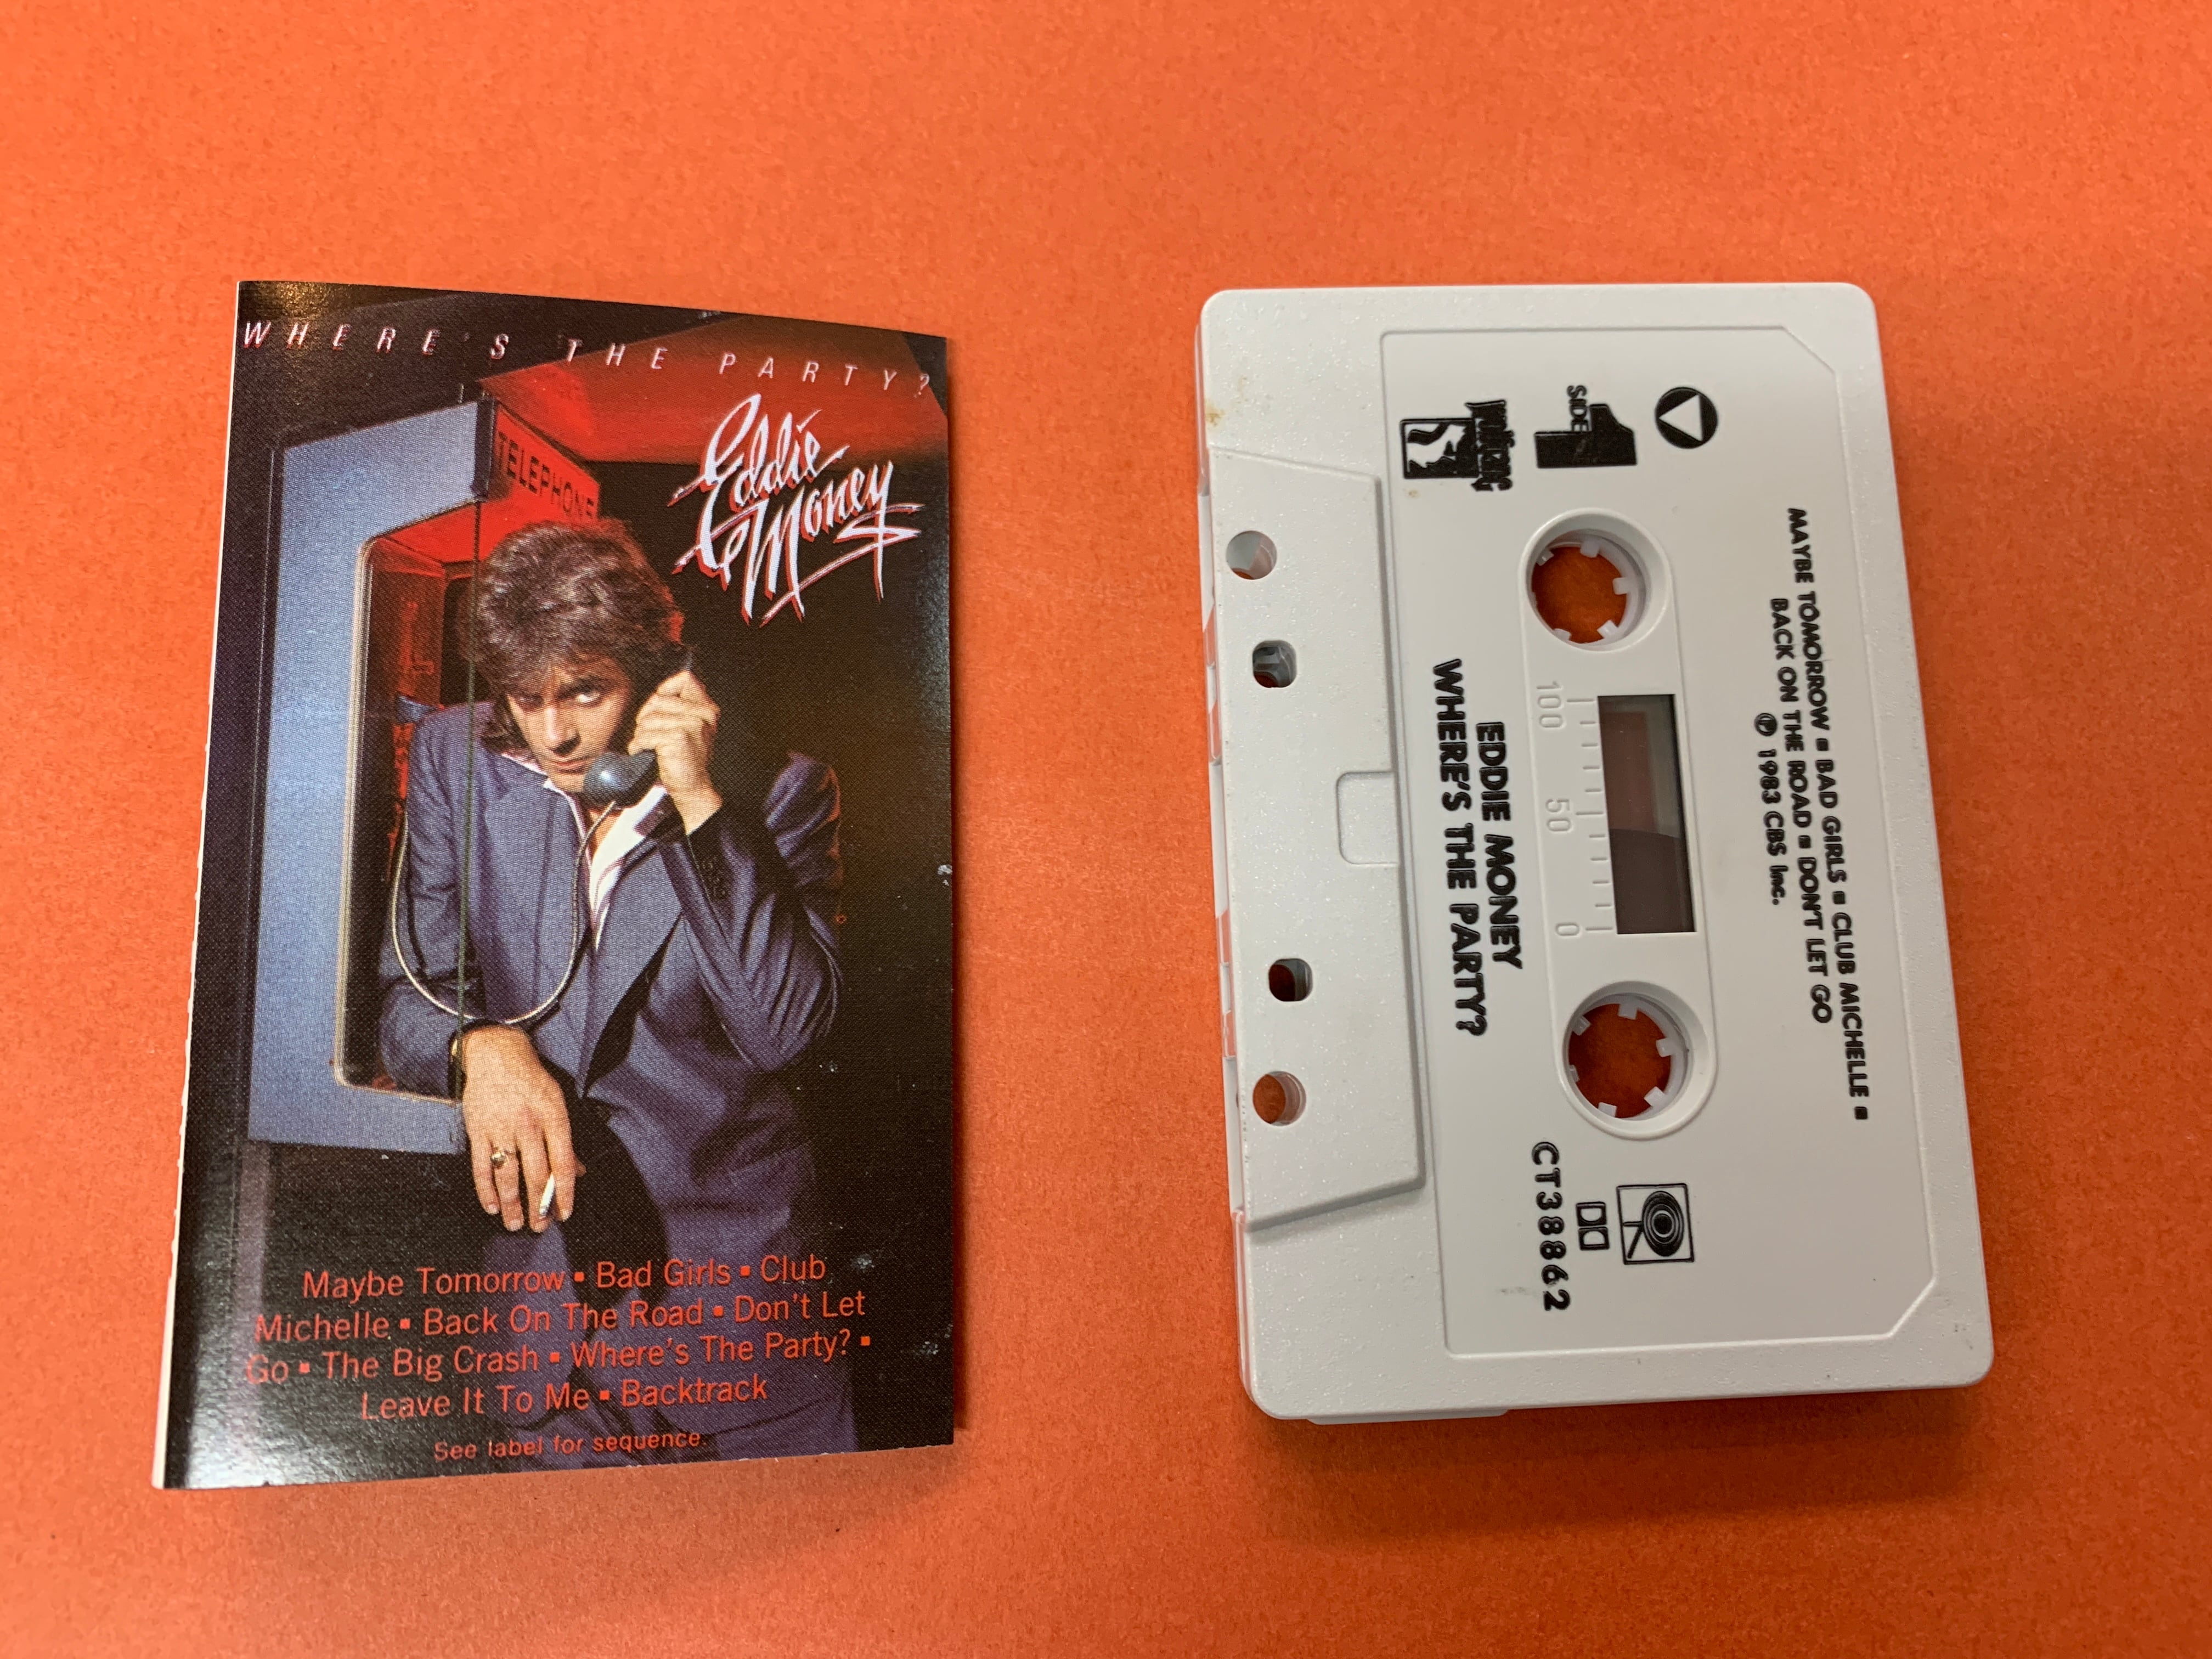 WHERE'S THE PARTY?
Eddie
Money
TELEPHONE
Maybe Tomorrow ▪ Bad Girls ▪ Club
Michelle ▪ Back On The Road ▪ Don't Let
Go ▪ The Big Crash ▪ Where's The Party? ▪
Leave It To Me ▪ Backtrack
See label for sequence.
MAYBE TOMORROW ▪ BAD GIRLS ▪ CLUB MICHELLE ▪
BACK ON THE ROAD ▪ DON'T LET GO
℗ 1983 CBS Inc.
SIDE
1
wolfgang
100 50 0
EDDIE MONEY
WHERE'S THE PARTY?
CT38862